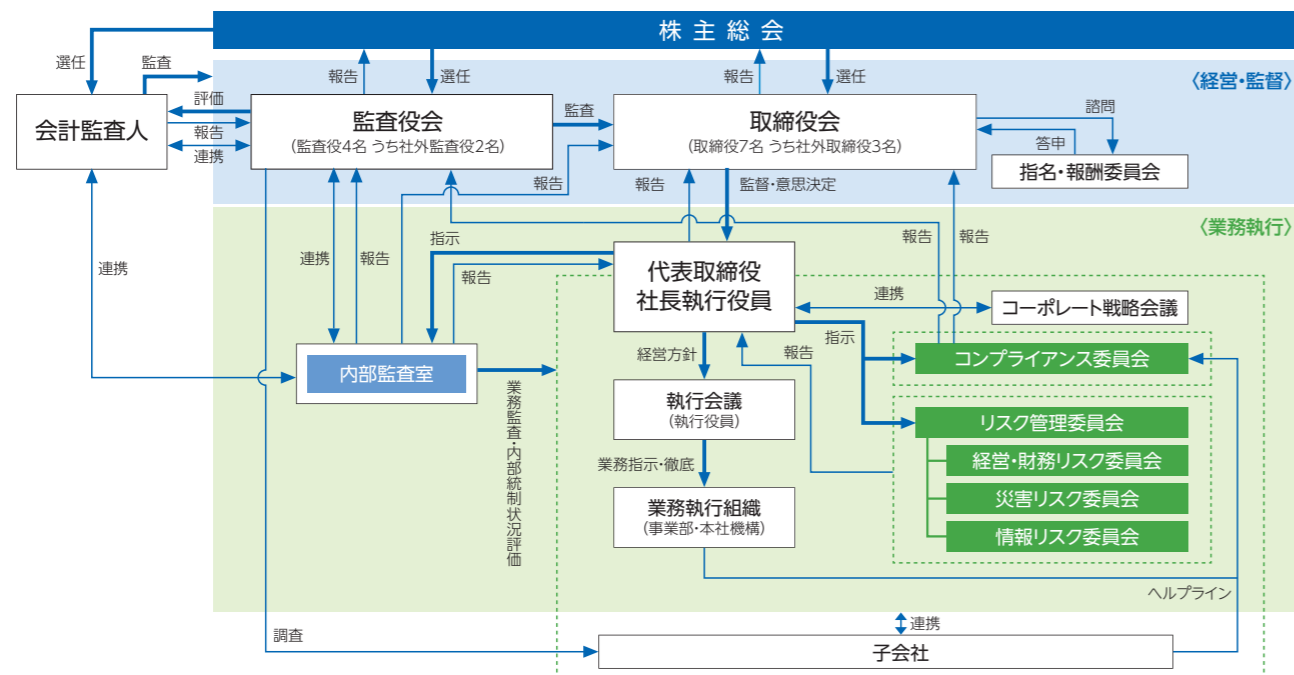 株主総会
選任
監査
報告
選任
報告
選任
〈経営・監督〉
会計監査人
評価
報告
連携
監査役会
(監査役4名 うち社外監査役2名)
監査
取締役会
(取締役7名 うち社外取締役3名)
諮問
答申
指名・報酬委員会
報告
報告
監督・意思決定
〈業務執行〉
連携
連携
報告
指示
報告
代表取締役
社長執行役員
報告
報告
連携
コーポレート戦略会議
指示
内部監査室
業務監査・内部統制状況評価
経営方針
報告
コンプライアンス委員会
執行会議
(執行役員)
リスク管理委員会
経営・財務リスク委員会
災害リスク委員会
情報リスク委員会
業務指示・徹底
業務執行組織
(事業部・本社機構)
ヘルプライン
連携
調査
子会社